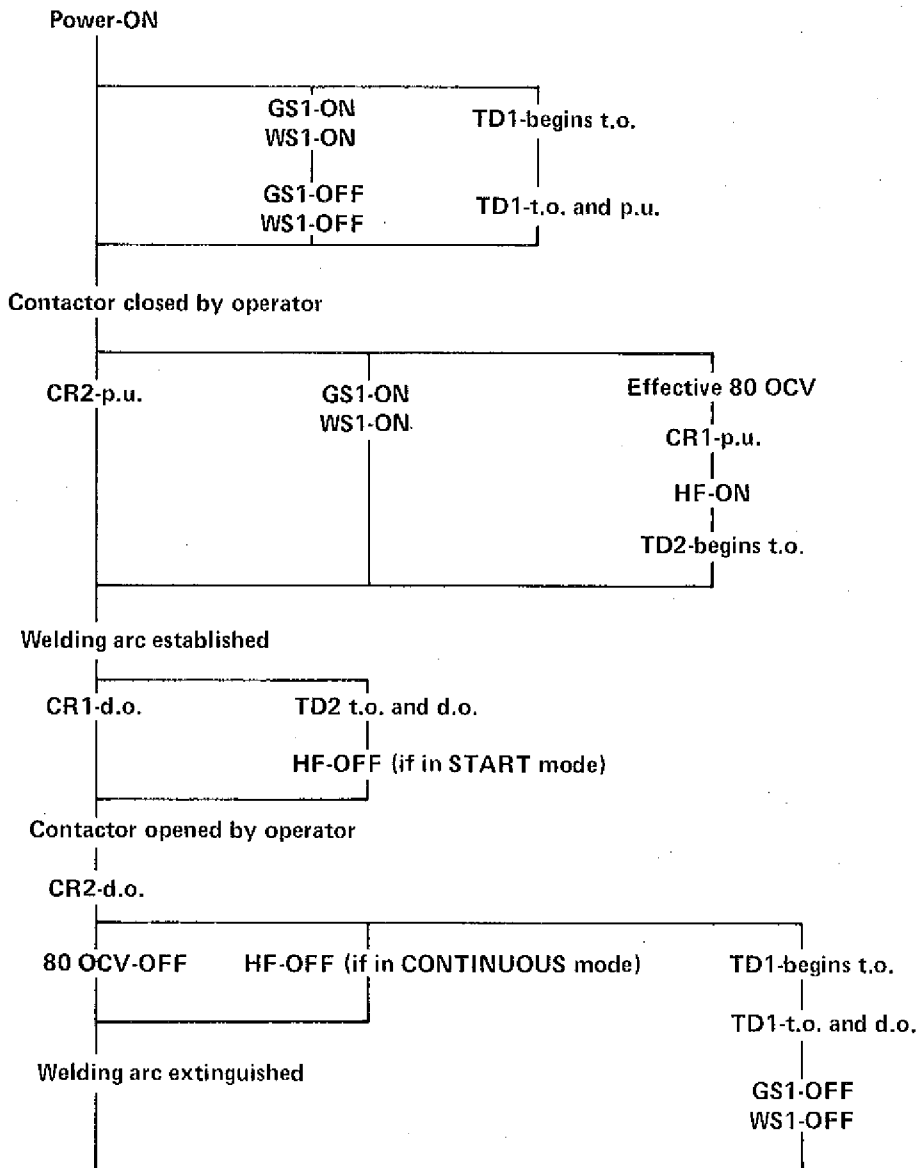 Power-ON
GS1-ON
WS1-ON
TD1-begins t.o.
GS1-OFF
WS1-OFF
TD1-t.o. and p.u.
Contactor closed by operator
CR2-p.u.
GS1-ON
WS1-ON
Effective 80 OCV
CR1-p.u.
HF-ON
TD2-begins t.o.
Welding arc established
CR1-d.o.
TD2 t.o. and d.o.
HF-OFF (if in START mode)
Contactor opened by operator
CR2-d.o.
80 OCV-OFF
HF-OFF (if in CONTINUOUS mode)
TD1-begins t.o.
TD1-t.o. and d.o.
Welding arc extinguished
GS1-OFF
WS1-OFF